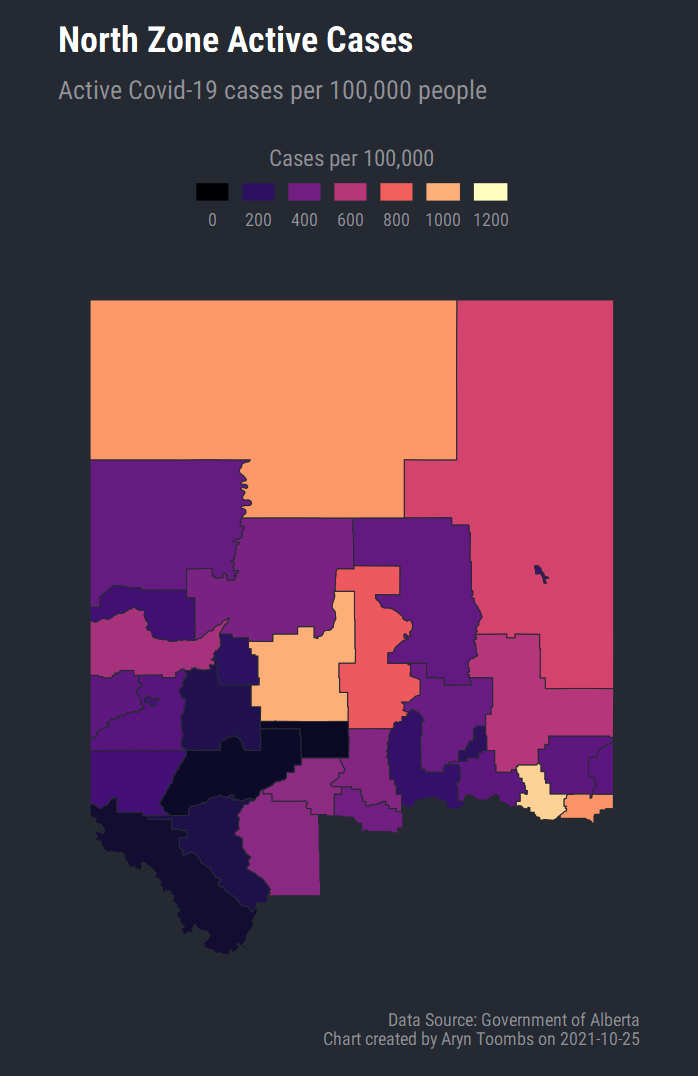 North Zone Active Cases
Active Covid-19 cases per 100,000 people
Cases per 100,000
0 200 400 600 800 1000 1200
Data Source: Government of Alberta
Chart created by Aryn Toombs on 2021-10-25